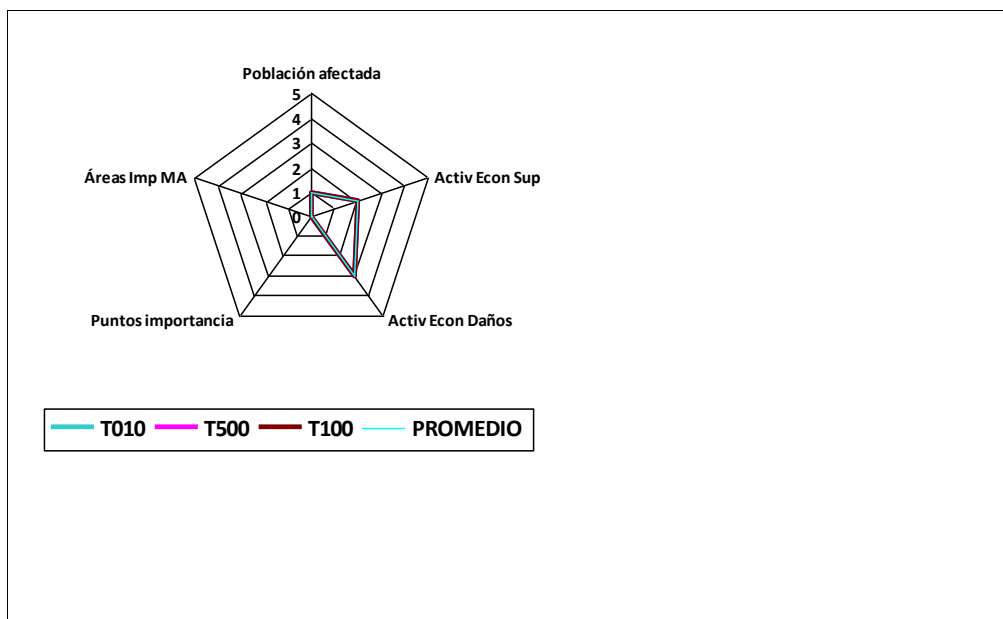 Población afectada
5
4
3
2
1
0
Áreas Imp MA
Activ Econ Sup
Puntos importancia
Activ Econ Daños
T010 T500 T100 PROMEDIO